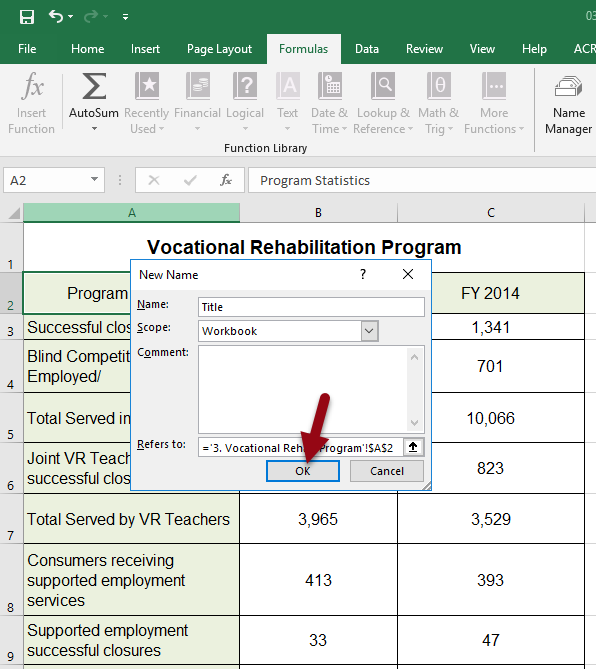 03
File Home Insert Page Layout Formulas Data Review View Help ACR
fx Σ ? A θ
Insert AutoSum Recently Financial Logical Text Date & Lookup & Math & More Name
Function Used Time Reference Trig Functions Manager
Function Library
A2 fx Program Statistics
A B C
1 Vocational Rehabilitation Program
New Name ?
2 Program FY 2014
Name: Title
3 Successful clos 1,341
Scope: Workbook
Comment:
4 Blind Competit 701
Employed/
5 Total Served in 10,066
Refers to: ='3. Vocational Reha Program'!$A$2
6 Joint VR Teach 823
successful clos
OK Cancel
7 Total Served by VR Teachers 3,965 3,529
Consumers receiving
supported employment 413 393
8 services
Supported employment 33 47
9 successful closures